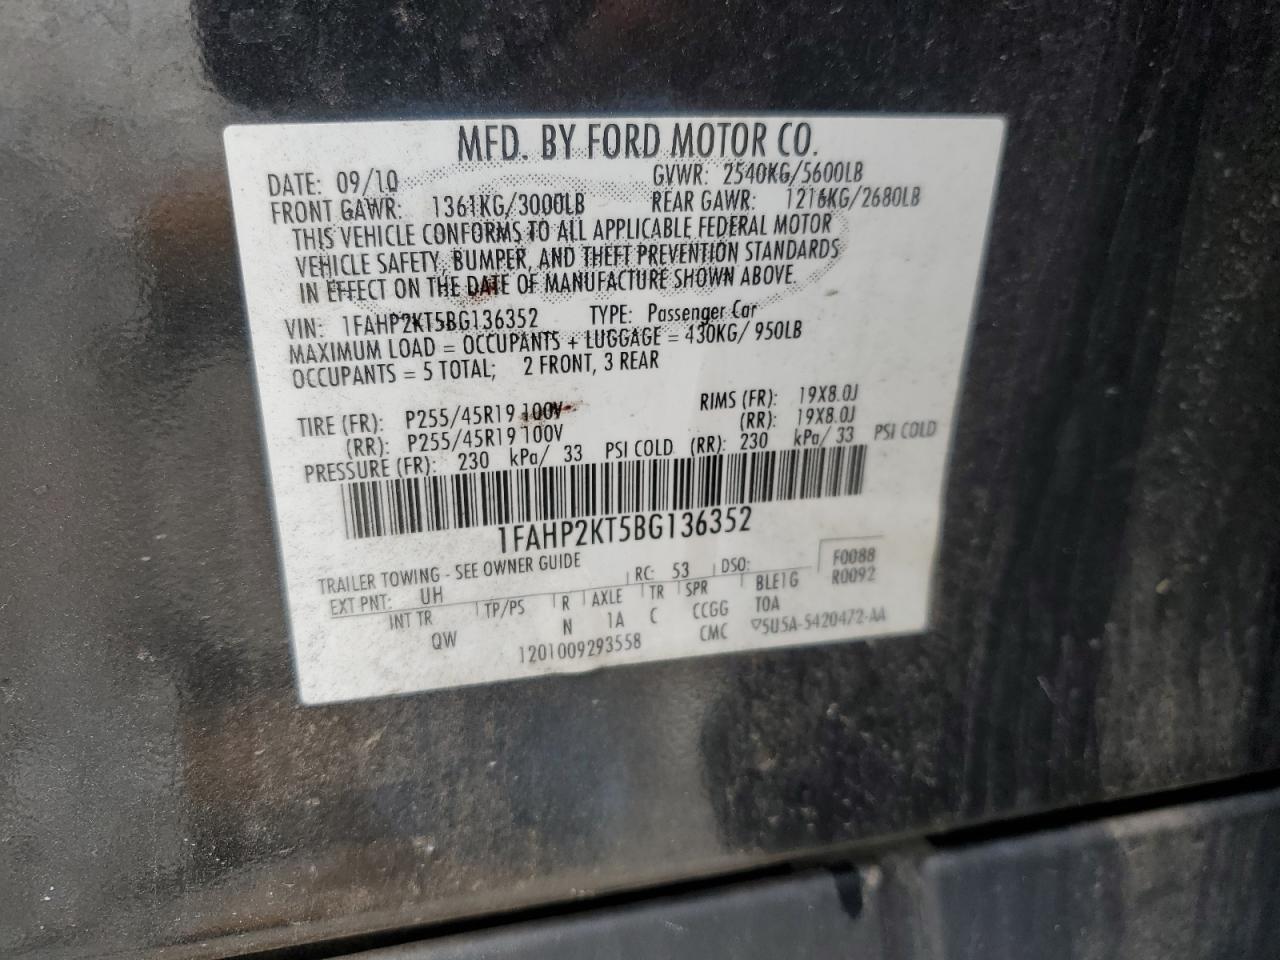 MFD. BY FORD MOTOR CO.
DATE: 09/10 GVWR: 2540KG/5600LB
FRONT GAWR: 1361KG/3000LB REAR GAWR: 1216KG/2680LB
THIS VEHICLE CONFORMS TO ALL APPLICABLE FEDERAL MOTOR
VEHICLE SAFETY, BUMPER, AND THEFT PREVENTION STANDARDS
IN EFFECT ON THE DATE OF MANUFACTURE SHOWN ABOVE.
VIN: 1FAHP2KT5BG136352 TYPE: Passenger Car
MAXIMUM LOAD = OCCUPANTS + LUGGAGE = 430KG/ 950LB
OCCUPANTS = 5 TOTAL; 2 FRONT, 3 REAR
TIRE (FR): P255/45R19 100V RIMS (FR): 19X8.0J
(RR): P255/45R19 100V (RR): 19X8.0J
PRESSURE (FR): 230 kPa/ 33 PSI COLD (RR): 230 kPa/ 33 PSI COLD
1FAHP2KT5BG136352
TRAILER TOWING - SEE OWNER GUIDE F0088
EXT PNT: UH RC: 53 DSO: R0092
INT TR TP/PS R AXLE TR SPR BLE1G
QW N 1A C CCGG T0A
1201009293558 CMC ▽5U5A-5420472-AA